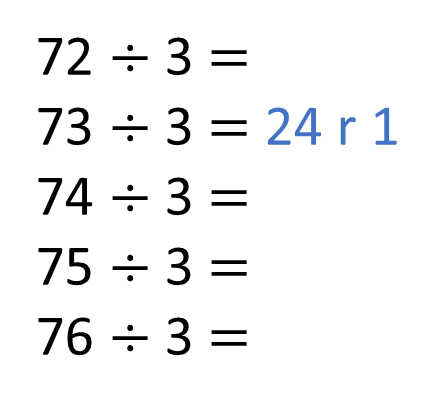 72 ÷ 3 =
73 ÷ 3 = 24 r 1
74 ÷ 3 =
75 ÷ 3 =
76 ÷ 3 =